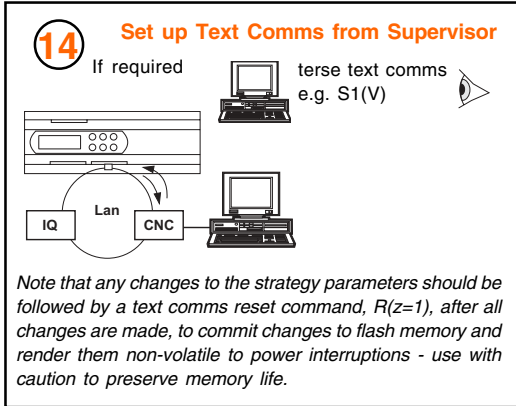 14
Set up Text Comms from Supervisor
If required
terse text comms
e.g. S1(V)
Lan
IQ
CNC
Note that any changes to the strategy parameters should be
followed by a text comms reset command, R(z=1), after all
changes are made, to commit changes to flash memory and
render them non-volatile to power interruptions - use with
caution to preserve memory life.